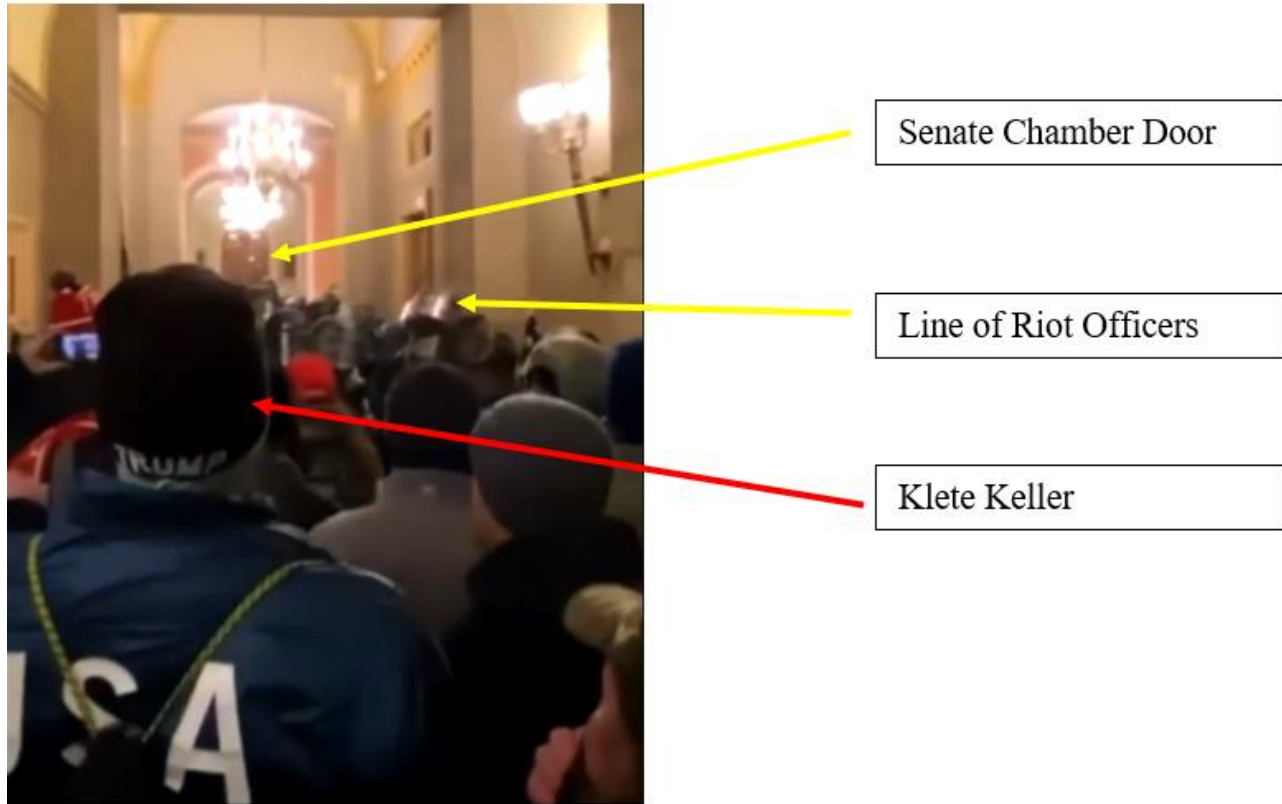 Senate Chamber Door
Line of Riot Officers
Klete Keller
TRUMP
USA